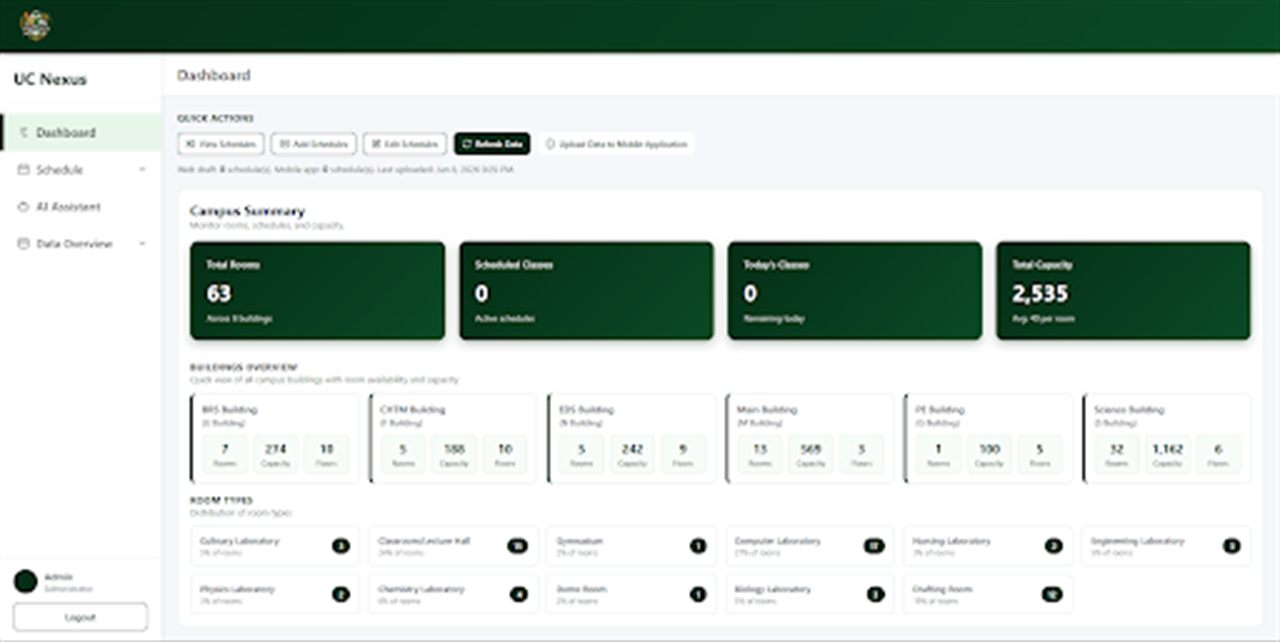 UC Nexus
Dashboard
Schedule
AI Assistant
Data Overview
Admin
Administrator
Logout
Dashboard
QUICK ACTIONS
View Schedules
Add Schedules
Edit Schedules
Refresh Data
Upload Data to Mobile Application
Campus Summary
Monitor rooms, schedules, and capacity.
Total Rooms
63
Scheduled Classes
0
Active schedules
Today's Classes
0
Remaining today
Total Capacity
2,535
BUILDINGS OVERVIEW
Quick view of all campus buildings with room availability and capacity
BRS Building
7
Rooms
274
Capacity
10
Floors
CHTM Building
5
Rooms
188
Capacity
10
Floors
EDS Building
5
Rooms
242
Capacity
9
Floors
Main Building
(M Building)
13
Rooms
569
Capacity
3
Floors
PE Building
1
Rooms
100
Capacity
5
Floors
Science Building
32
Rooms
1,162
Capacity
6
Floors
ROOM TYPES
Distribution of room types
Culinary Laboratory
Classroom/Lecture Hall
Gymnasium
1
Computer Laboratory
Nursing Laboratory
Engineering Laboratory
Physics Laboratory
2
Chemistry Laboratory
4
Demo Room
1
Biology Laboratory
Drafting Room